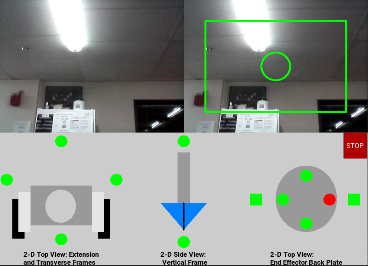 STOP
2-D Top View: Extension
and Transverse Frames
2-D Side View:
Vertical Frame
2-D Top View:
End Effector Back Plate